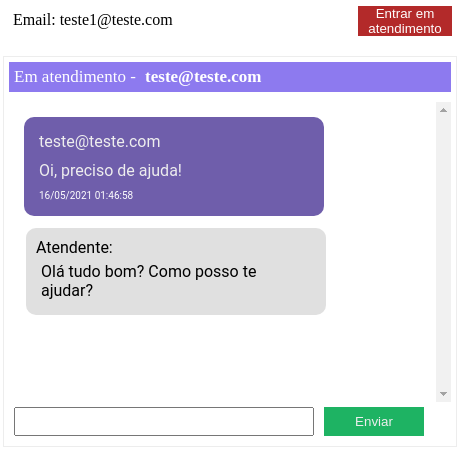 Email: teste1@teste.com
Entrar em
atendimento
Em atendimento - teste@teste.com
teste@teste.com
Oi, preciso de ajuda!
16/05/2021 01:46:58
Atendente:
Olá tudo bom? Como posso te
ajudar?
Enviar